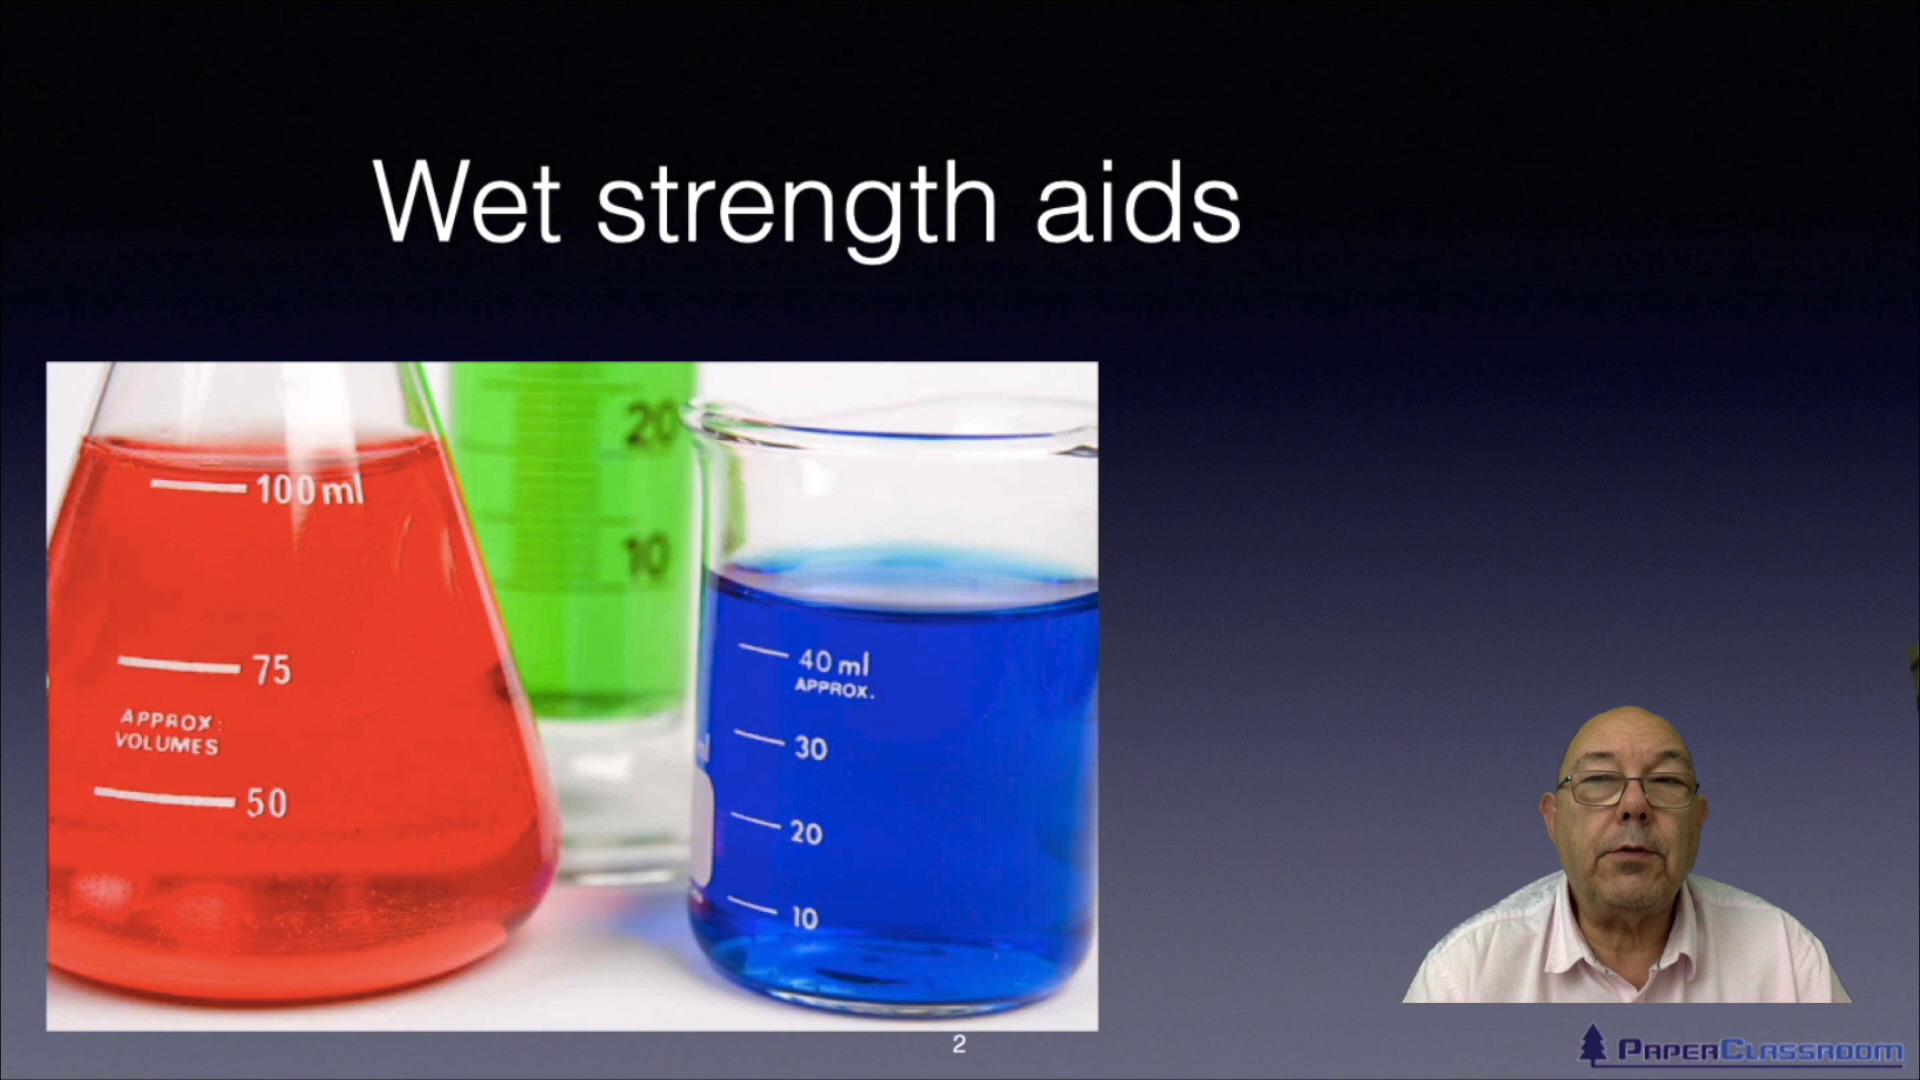 Wet strength aids
100 ml
75
APPROX.
VOLUMES
50
20
10
40 ml
APPROX.
30
20
10
2
PAPERCLASSROOM